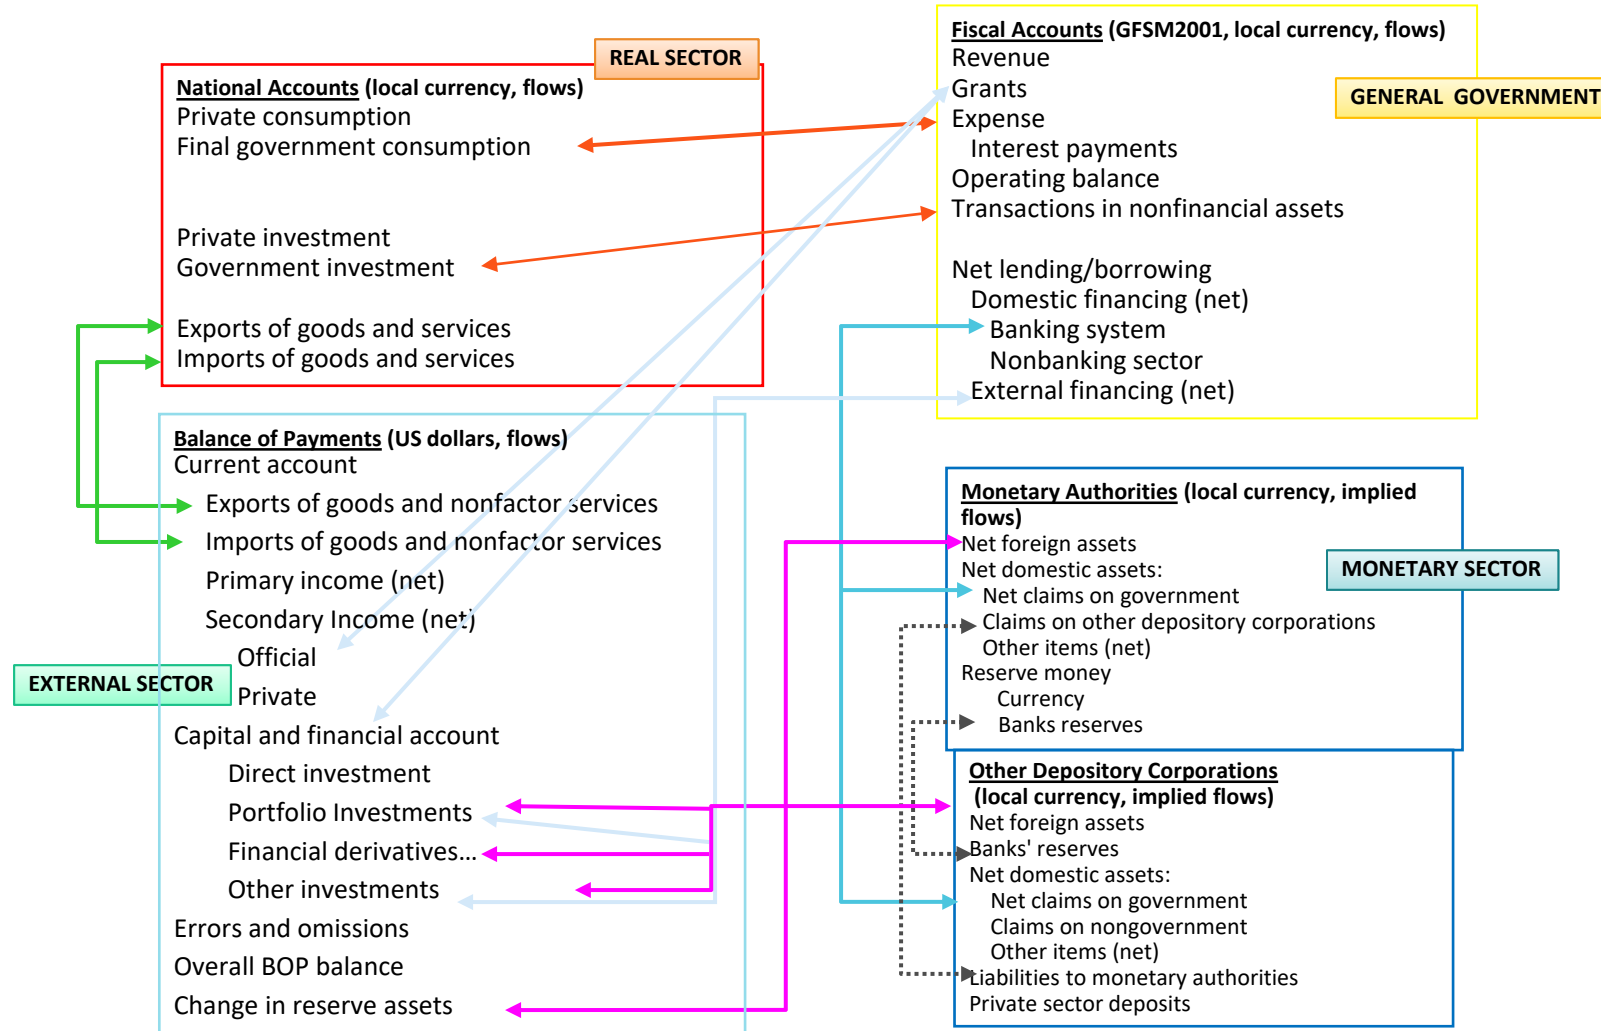 REAL SECTOR
National Accounts (local currency, flows)
Private consumption
Final government consumption
Private investment
Government investment
Exports of goods and services
Imports of goods and services
Fiscal Accounts (GFSM2001, local currency, flows)
Revenue
Grants
Expense
Interest payments
Operating balance
Transactions in nonfinancial assets
Net lending/borrowing
Domestic financing (net)
Banking system
Nonbanking sector
External financing (net)
GENERAL GOVERNMENT
Balance of Payments (US dollars, flows)
Current account
Exports of goods and nonfactor services
Imports of goods and nonfactor services
Primary income (net)
Secondary Income (net)
Official
Private
Capital and financial account
Direct investment
Portfolio Investments
Financial derivatives...
Other investments
Errors and omissions
Overall BOP balance
Change in reserve assets
EXTERNAL SECTOR
Monetary Authorities (local currency, implied
flows)
Net foreign assets
Net domestic assets:
Net claims on government
Claims on other depository corporations
Other items (net)
Reserve money
Currency
Banks reserves
MONETARY SECTOR
Other Depository Corporations
(local currency, implied flows)
Net foreign assets
Banks' reserves
Net domestic assets:
Net claims on government
Claims on nongovernment
Other items (net)
Liabilities to monetary authorities
Private sector deposits